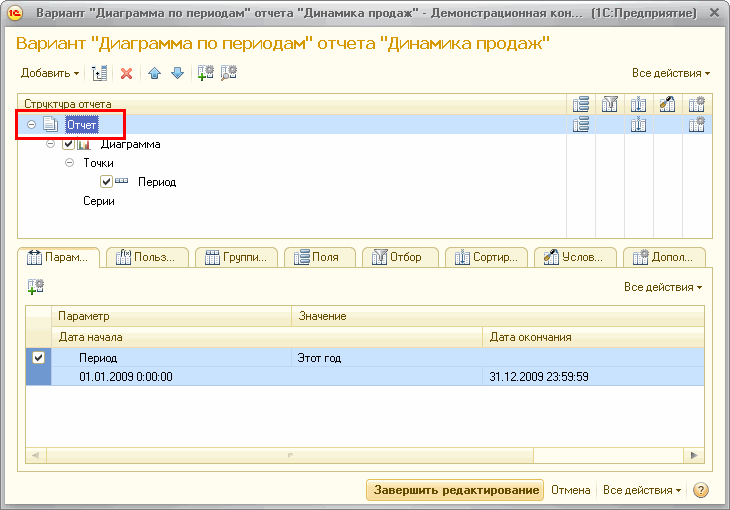 Вариант "Диаграмма по периодам" отчета "Динамика продаж" - Демонстрационная кон... (1С:Предприятие)
Вариант "Диаграмма по периодам" отчета "Динамика продаж"
Добавить Все действия
Структура отчета
Отчет
Диаграмма
Точки
Период
Серии
Парам... Польз... Группи... Поля Отбор Сортир... Услов... Допол...
Все действия
Параметр Значение
Дата начала Дата окончания
Период Этот год
01.01.2009 0:00:00 31.12.2009 23:59:59
Завершить редактирование Отмена Все действия ?